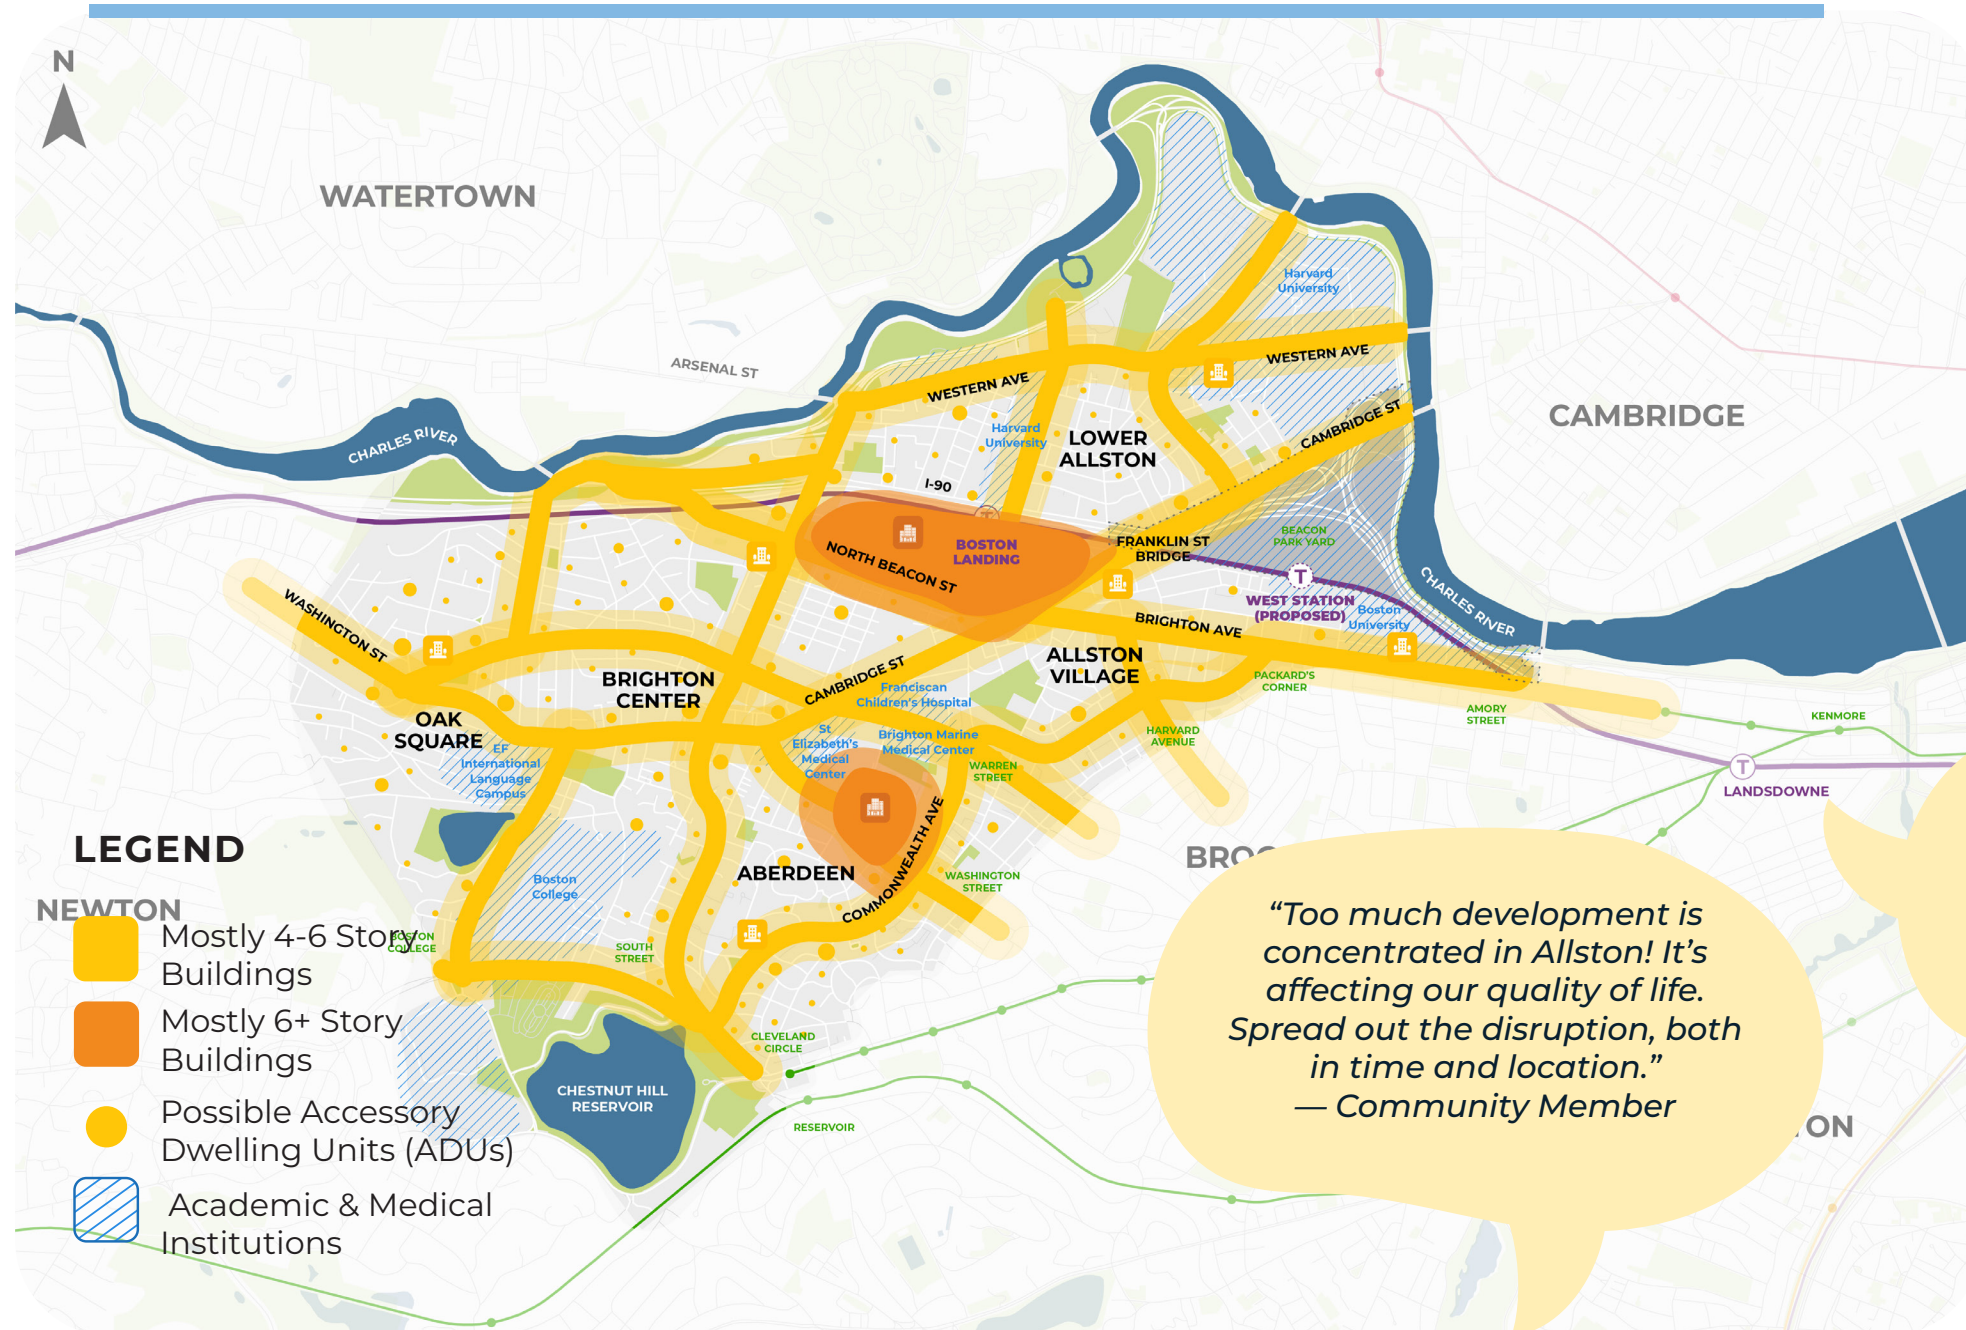 N
WATERTOWN
ARSENAL ST
CHARLES RIVER
Harvard
University
WESTERN AVE
WESTERN AVE
CAMBRIDGE ST
CAMBRIDGE
Harvard
University
LOWER
ALLSTON
I-90
BOSTON
LANDING
NORTH BEACON ST
FRANKLIN ST
BRIDGE
BEACON
PARK YARD
T
T
WEST STATION
(PROPOSED)
Boston
University
CHARLES RIVER
WASHINGTON ST
BRIGHTON AVE
BRIGHTON
CENTER
CAMBRIDGE ST
ALLSTON
VILLAGE
PACKARD'S
CORNER
Franciscan
Children's Hospital
OAK
SQUARE
St
Elizabeth's
Medical
Center
Brighton Marine
Medical Center
HARVARD
AVENUE
AMORY
STREET
KENMORE
EF
International
Language
Campus
WARREN
STREET
T
LANDSDOWNE
COMMONWEALTH AVE
ABERDEEN
WASHINGTON
STREET
BROO
Boston
College
NEWTON
BOSTON
COLLEGE
SOUTH
STREET
CLEVELAND
CIRCLE
CHESTNUT HILL
RESERVOIR
RESERVOIR
TON
LEGEND
Mostly 4-6 Story
Buildings
Mostly 6+ Story
Buildings
Possible Accessory
Dwelling Units (ADUs)
Academic & Medical
Institutions
“Too much development is
concentrated in Allston! It’s
affecting our quality of life.
Spread out the disruption, both
in time and location.”
— Community Member